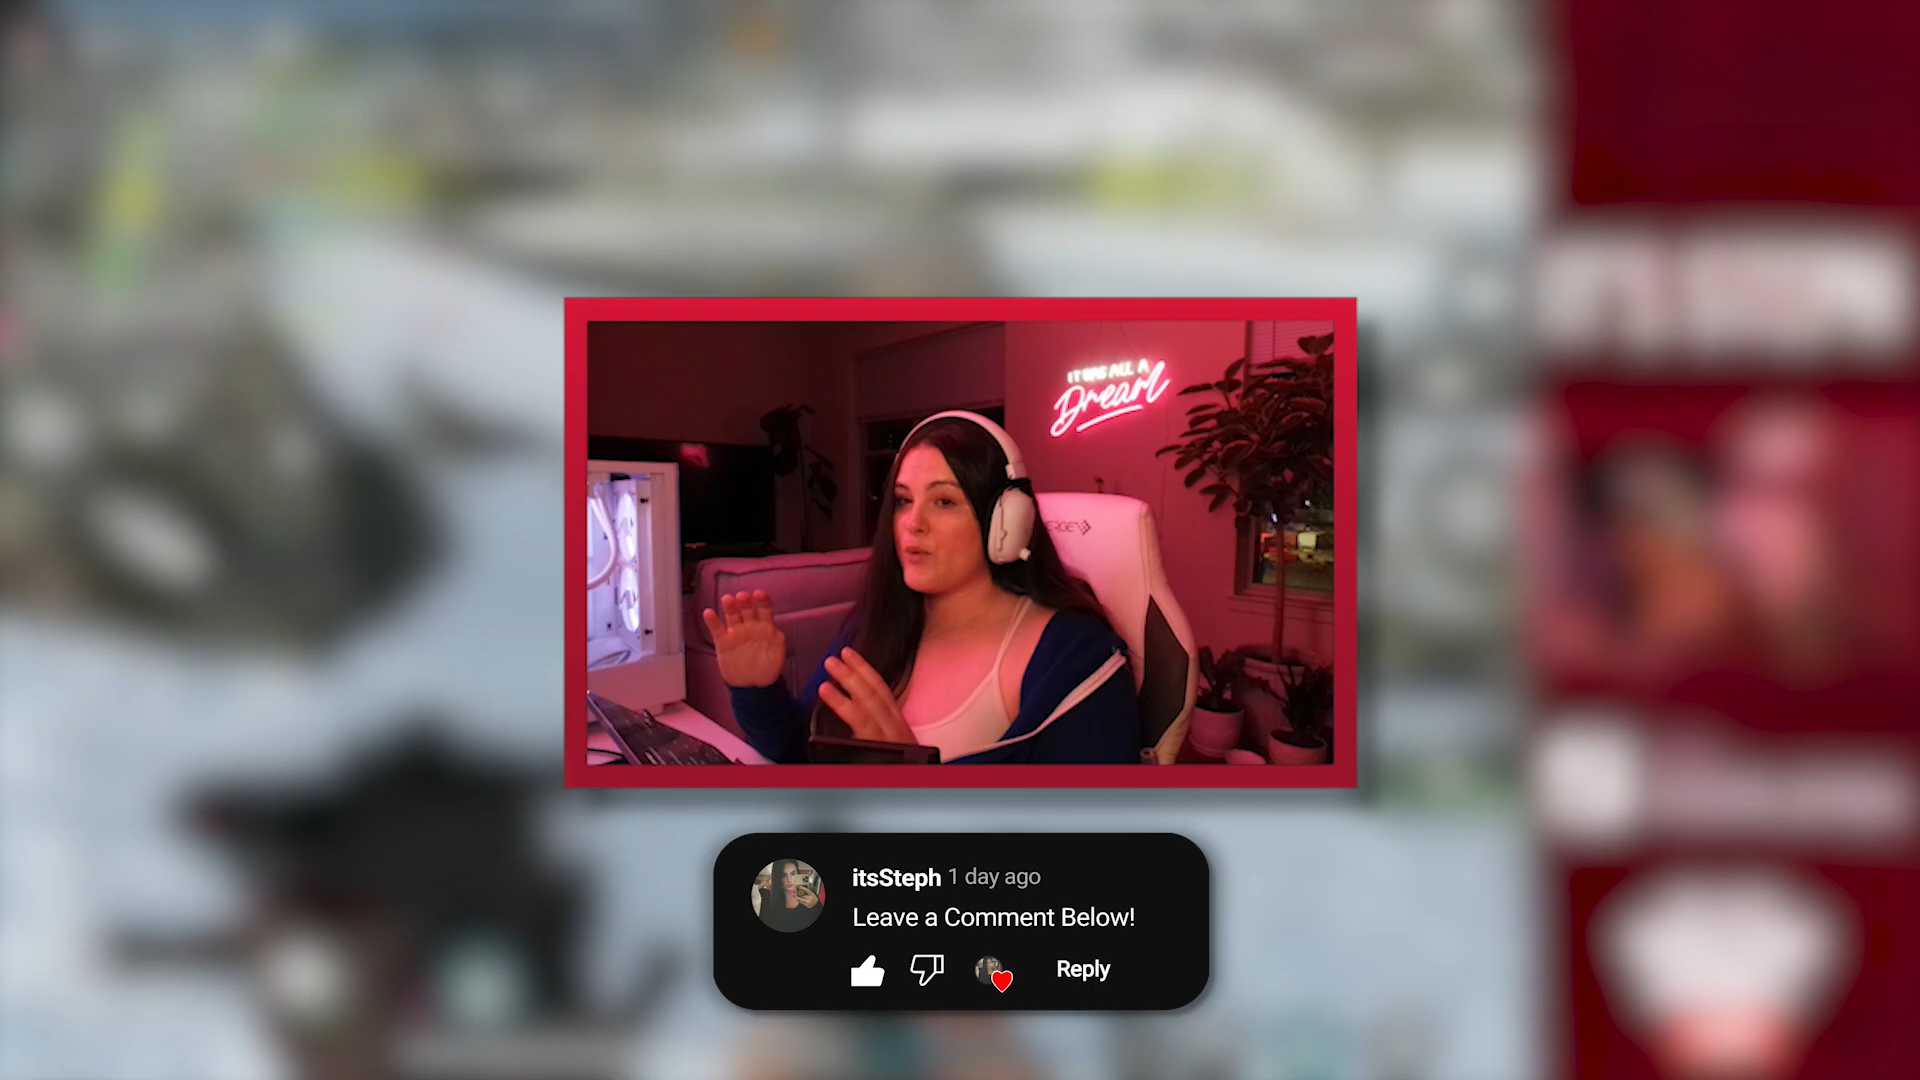 IT WAS ALL A
Dream
itsSteph 1 day ago
Leave a Comment Below!
Reply